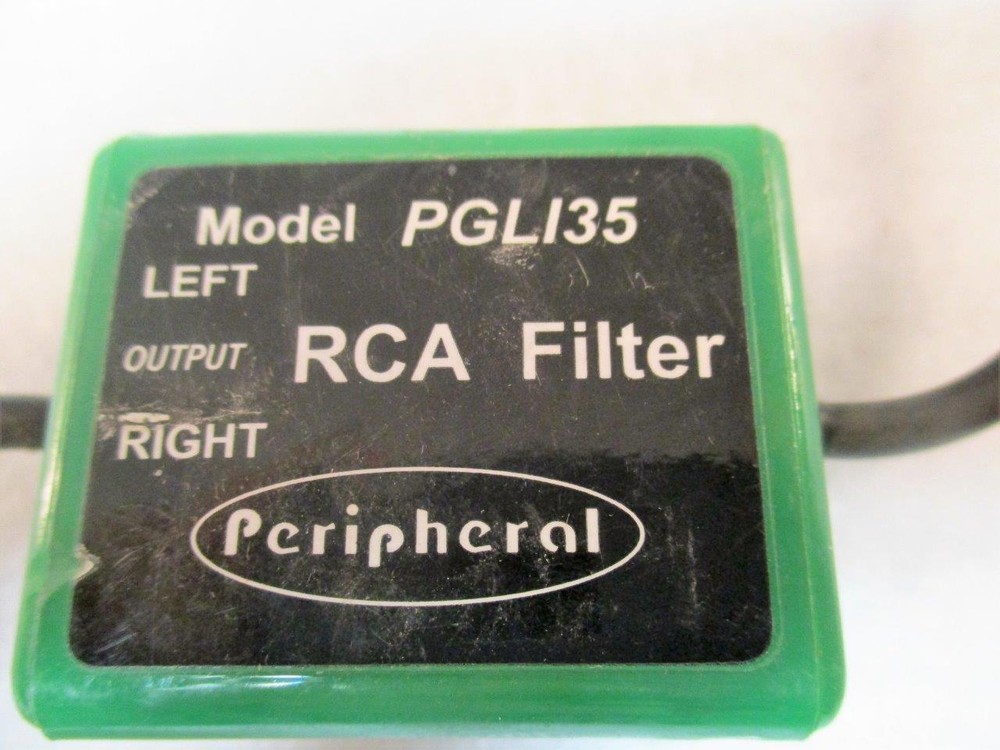 Model PGLI35
LEFT
OUTPUT RCA Filter
RIGHT
Peripheral